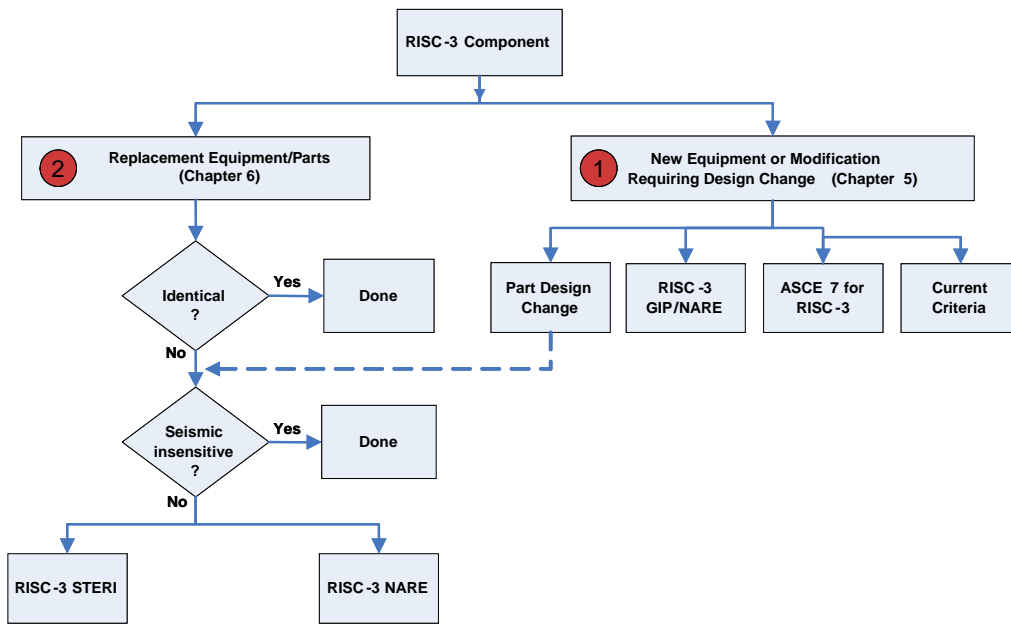 RISC-3 Component
2
Replacement Equipment/Parts
(Chapter 6)
1
New Equipment or Modification
Requiring Design Change (Chapter 5)
Identical
?
Yes
Done
No
Part Design
Change
RISC-3
GIP/NARE
ASCE 7 for
RISC-3
Current
Criteria
Seismic
insensitive
?
Yes
Done
No
RISC-3 STERI
RISC-3 NARE